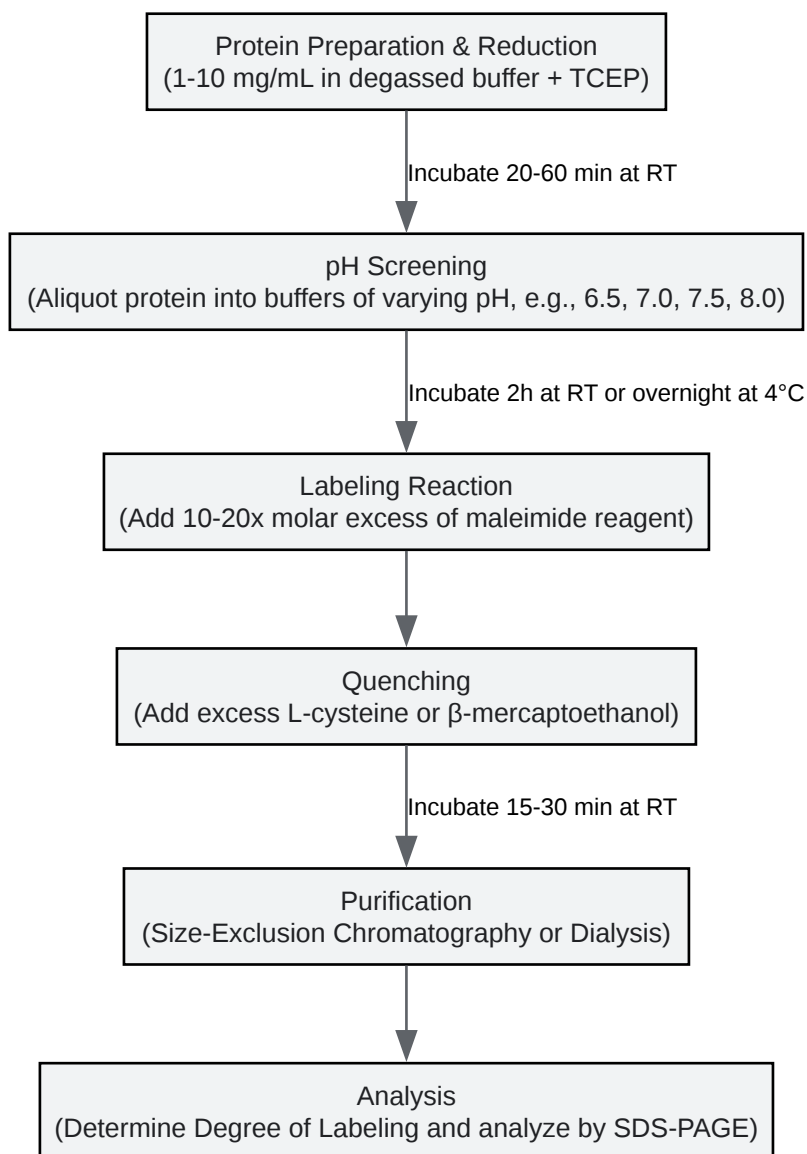 Protein Preparation & Reduction
(1-10 mg/mL in degassed buffer + TCEP)
Incubate 20-60 min at RT
pH Screening
(Aliquot protein into buffers of varying pH, e.g., 6.5, 7.0, 7.5, 8.0)
Incubate 2h at RT or overnight at 4°C
Labeling Reaction
(Add 10-20x molar excess of maleimide reagent)
Quenching
(Add excess L-cysteine or β-mercaptoethanol)
Incubate 15-30 min at RT
Purification
(Size-Exclusion Chromatography or Dialysis)
Analysis
(Determine Degree of Labeling and analyze by SDS-PAGE)